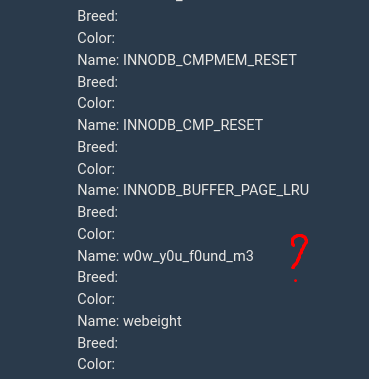 Breed:
Color:
Name: INNODB_CMPMEM_RESET
Breed:
Color:
Name: INNODB_CMP_RESET
Breed:
Color:
Name: INNODB_BUFFER_PAGE_LRU
Breed:
Color:
Name: w0w_y0u_f0und_m3 ?
Breed:
Color:
Name: webeight
Breed:
Color: